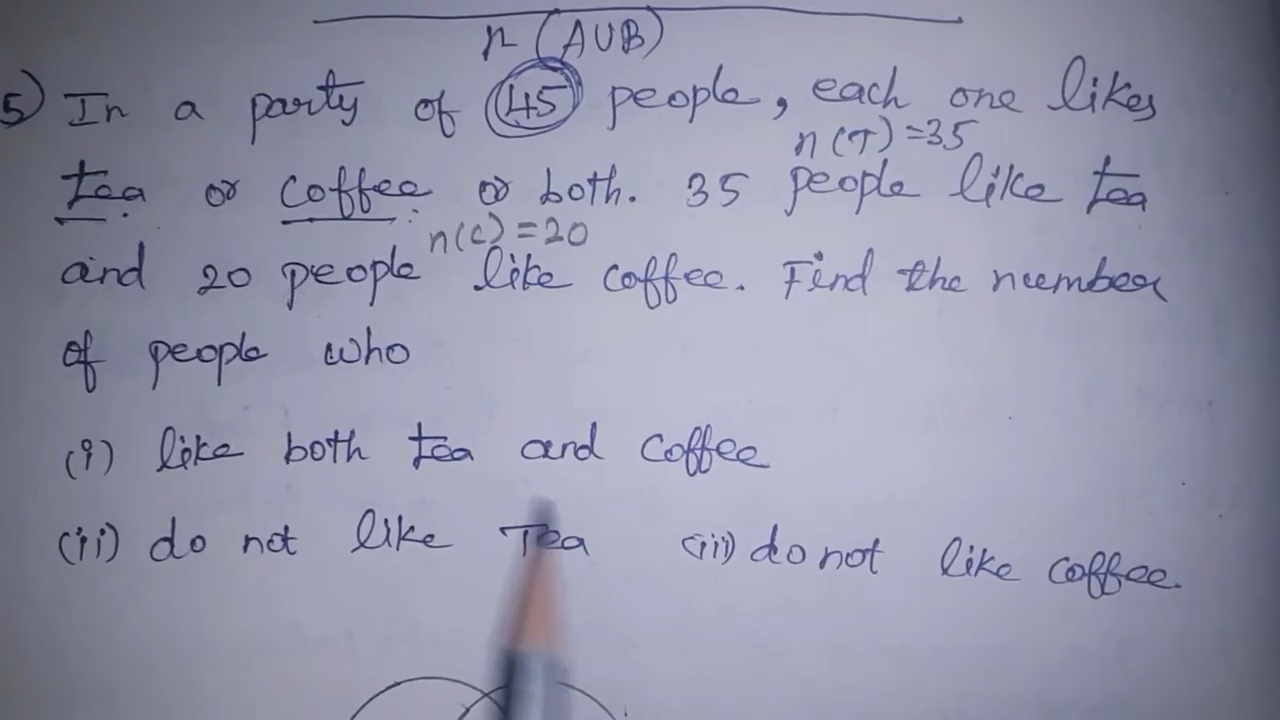 n (AUB)
5) In a party of 45 people, each one likes
n (T) = 35
tea or coffee or both. 35 people like tea
n(c) = 20
and 20 people like coffee. Find the number
of people who
(i) like both tea and coffee
(ii) do not like Tea (iii) do not like coffee.